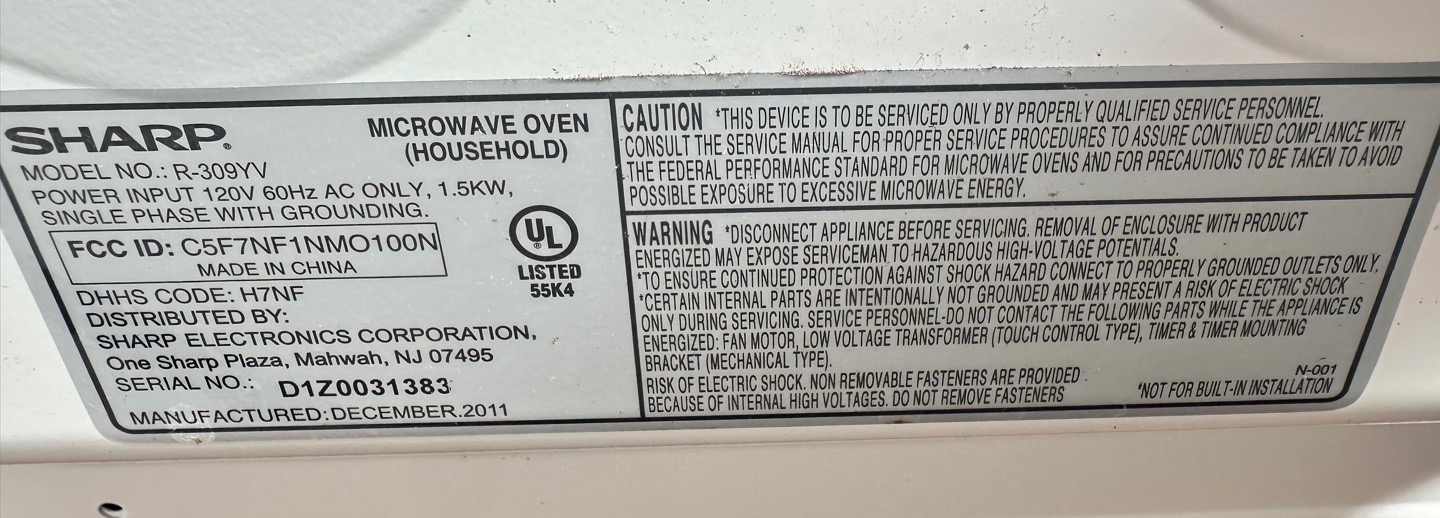 SHARP®
MICROWAVE OVEN
(HOUSEHOLD)
MODEL NO.: R-309YV
POWER INPUT 120V 60Hz AC ONLY, 1.5KW,
SINGLE PHASE WITH GROUNDING.
FCC ID: C5F7NF1NMO100N
MADE IN CHINA
UL®
LISTED
55K4
DHHS CODE: H7NF
DISTRIBUTED BY:
SHARP ELECTRONICS CORPORATION,
One Sharp Plaza, Mahwah, NJ 07495
SERIAL NO.: D1Z0031383
MANUFACTURED:DECEMBER.2011
CAUTION *THIS DEVICE IS TO BE SERVICED ONLY BY PROPERLY QUALIFIED SERVICE PERSONNEL.
CONSULT THE SERVICE MANUAL FOR PROPER SERVICE PROCEDURES TO ASSURE CONTINUED COMPLIANCE WITH
THE FEDERAL PERFORMANCE STANDARD FOR MICROWAVE OVENS AND FOR PRECAUTIONS TO BE TAKEN TO AVOID
POSSIBLE EXPOSURE TO EXCESSIVE MICROWAVE ENERGY.
WARNING *DISCONNECT APPLIANCE BEFORE SERVICING. REMOVAL OF ENCLOSURE WITH PRODUCT
ENERGIZED MAY EXPOSE SERVICEMAN TO HAZARDOUS HIGH-VOLTAGE POTENTIALS.
*TO ENSURE CONTINUED PROTECTION AGAINST SHOCK HAZARD CONNECT TO PROPERLY GROUNDED OUTLETS ONLY.
*CERTAIN INTERNAL PARTS ARE INTENTIONALLY NOT GROUNDED AND MAY PRESENT A RISK OF ELECTRIC SHOCK
ONLY DURING SERVICING. SERVICE PERSONNEL-DO NOT CONTACT THE FOLLOWING PARTS WHILE THE APPLIANCE IS
ENERGIZED: FAN MOTOR, LOW VOLTAGE TRANSFORMER (TOUCH CONTROL TYPE), TIMER & TIMER MOUNTING
BRACKET (MECHANICAL TYPE).
RISK OF ELECTRIC SHOCK. NON REMOVABLE FASTENERS ARE PROVIDED
BECAUSE OF INTERNAL HIGH VOLTAGES. DO NOT REMOVE FASTENERS
N-001
*NOT FOR BUILT-IN INSTALLATION